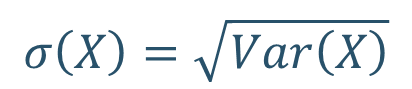 σ(X) = √Var(X)